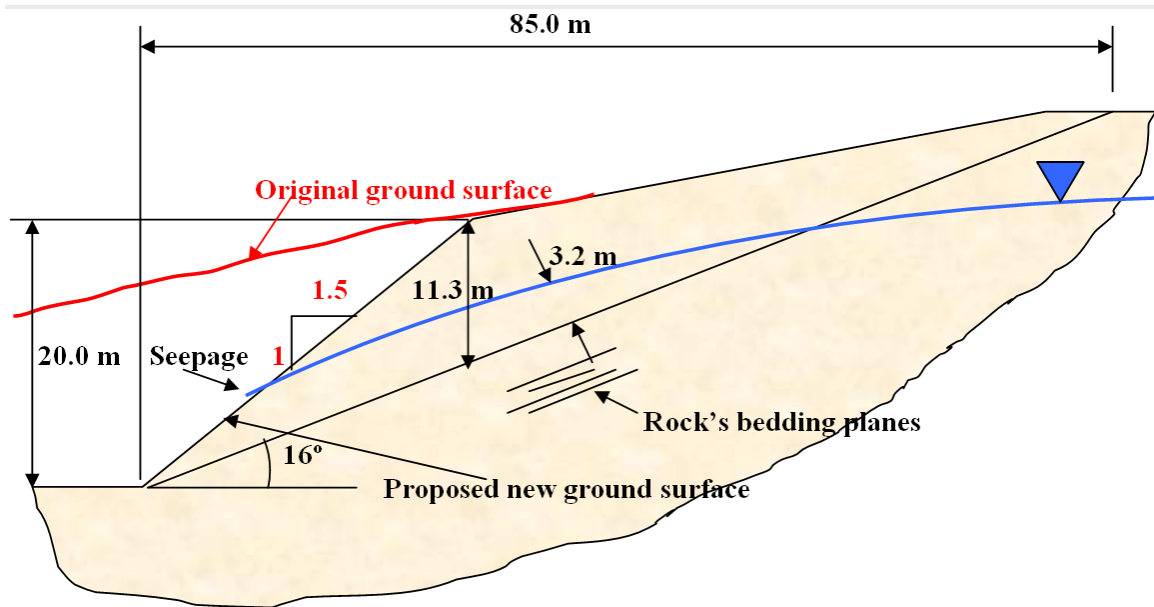 85.0 m
Original ground surface
3.2 m
1.5
11.3 m
20.0 m
Seepage
1
Rock's bedding planes
16°
Proposed new ground surface